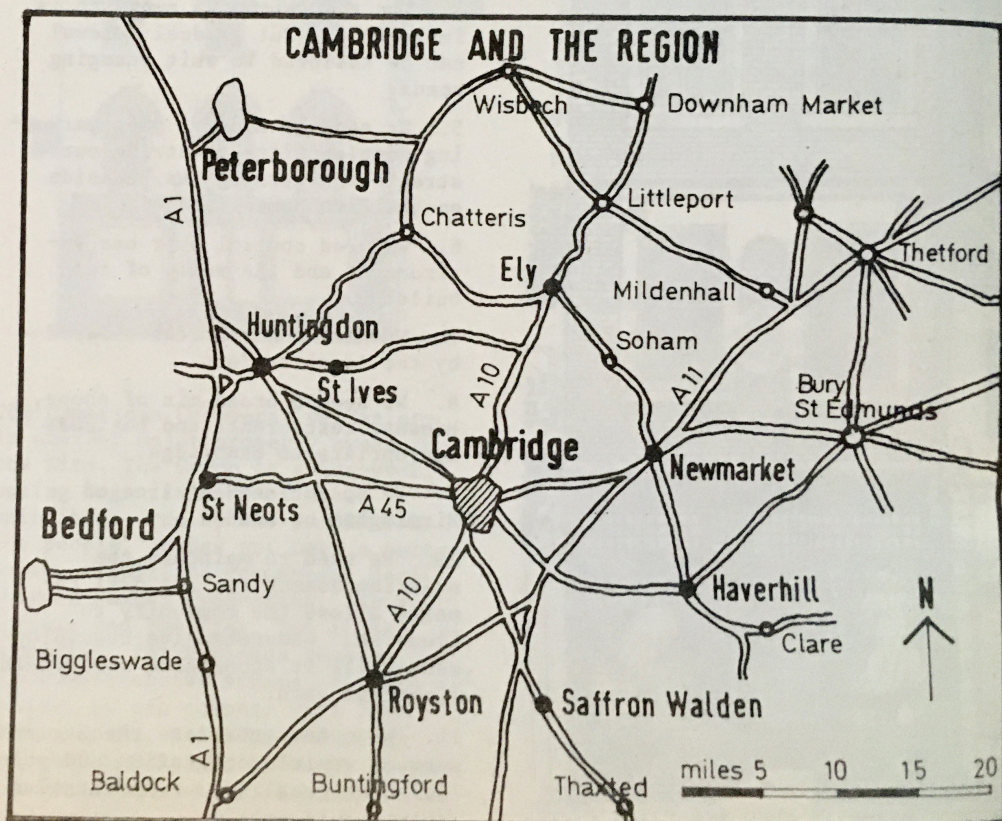 CAMBRIDGE AND THE REGION
Wisbech
Downham Market
Peterborough
A1
Littleport
Chatteris
Thetford
Ely
Mildenhall
Huntingdon
Soham
St Ives
A10
A11
Bury
St Edmunds
Cambridge
Newmarket
St Neots
A45
Bedford
Sandy
A10
Haverhill
N
Clare
Biggleswade
Royston
Saffron Walden
A1
Baldock
Buntingford
Thaxted
miles 5 10 15 20